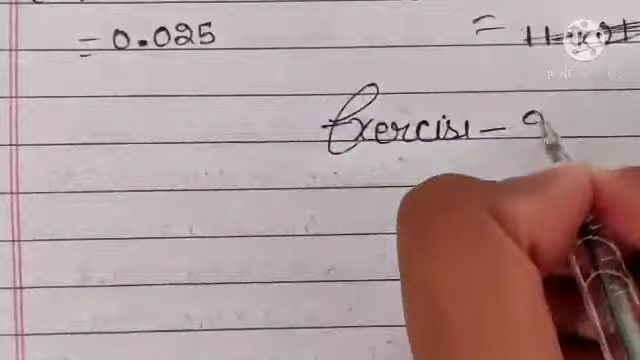 = 0.025
=
Exercise - 9